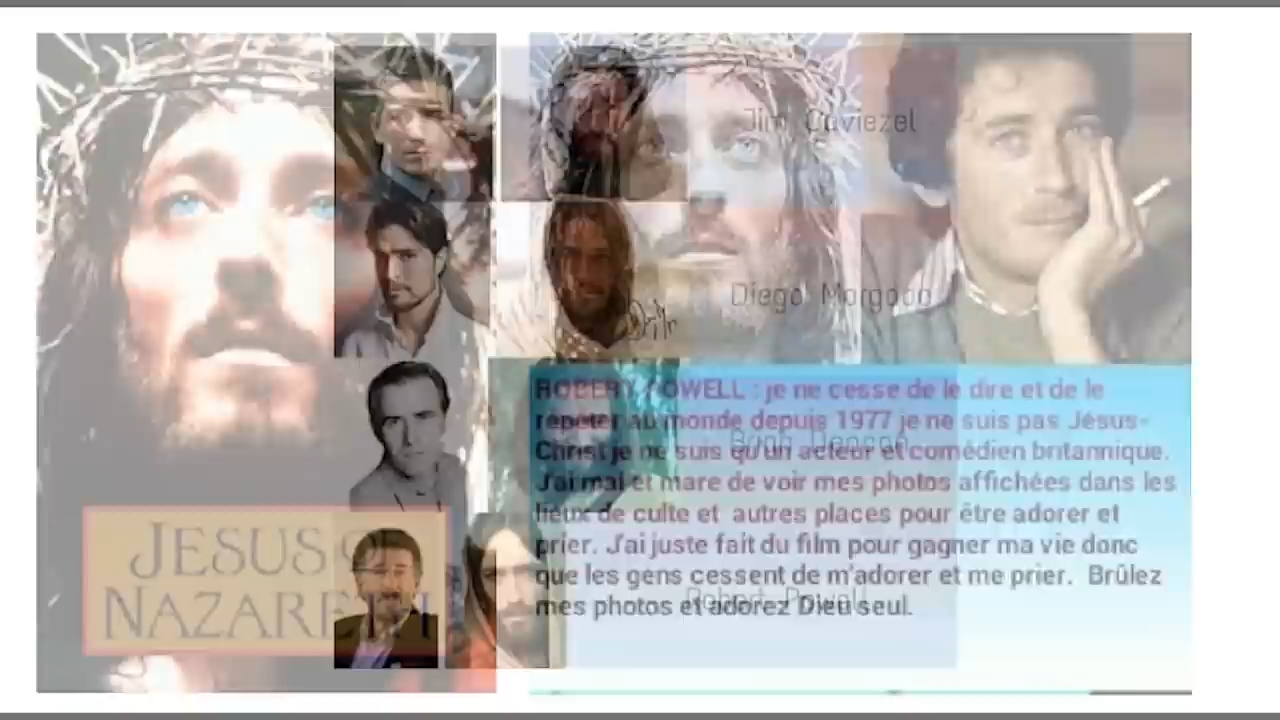 Jim Caviezel
Diego Morgado
ROBERT POWELL : je ne cesse de le dire et de le
répéter au monde depuis 1977 je ne suis pas Jésus-
Christ je ne suis qu'un acteur et comédien britannique.
J'ai mal et mare de voir mes photos affichées dans les
lieux de culte et autres places pour être adorer et
prier. J'ai juste fait du film pour gagner ma vie donc
que les gens cessent de m'adorer et me prier. Brûlez
mes photos et adorez Dieu seul.
Robert Powell
JESUS OF
NAZARETH